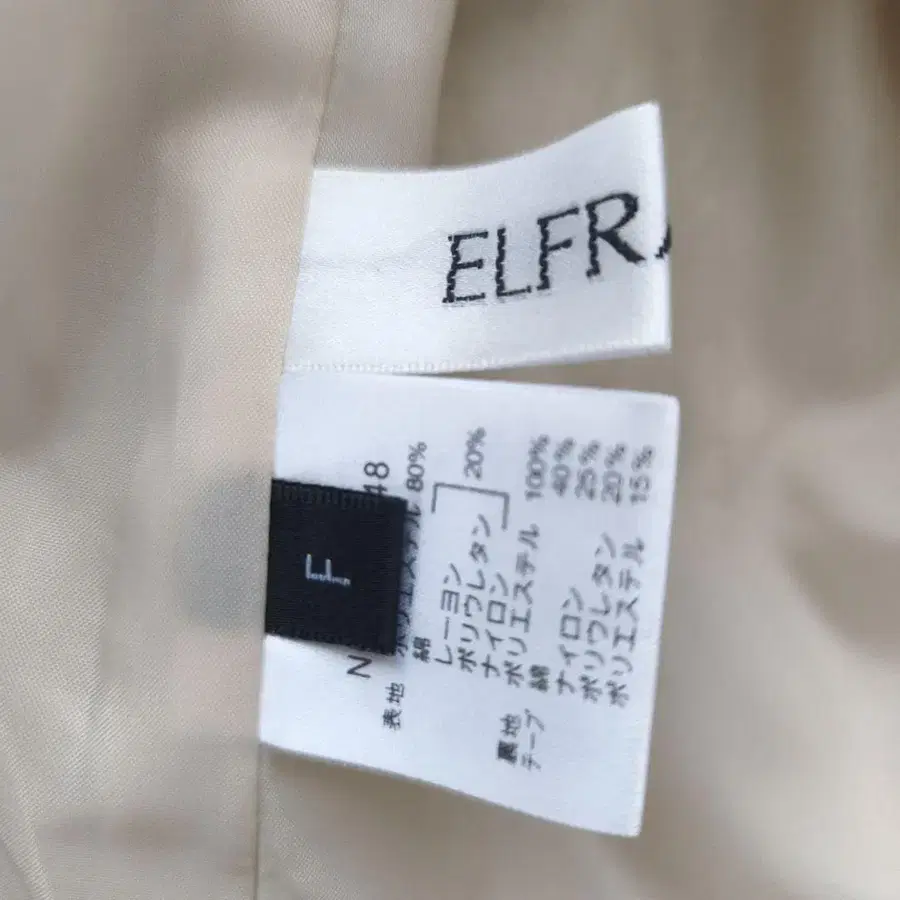 ELFR
F
N 48
表地 ポリエステル 80%
綿
レーヨン 20%
ポリウレタン
ナイロン
裏地 ポリエステル 100%
テープ 綿 40%
ナイロン 25%
ポリウレタン 20%
ポリエステル 15%